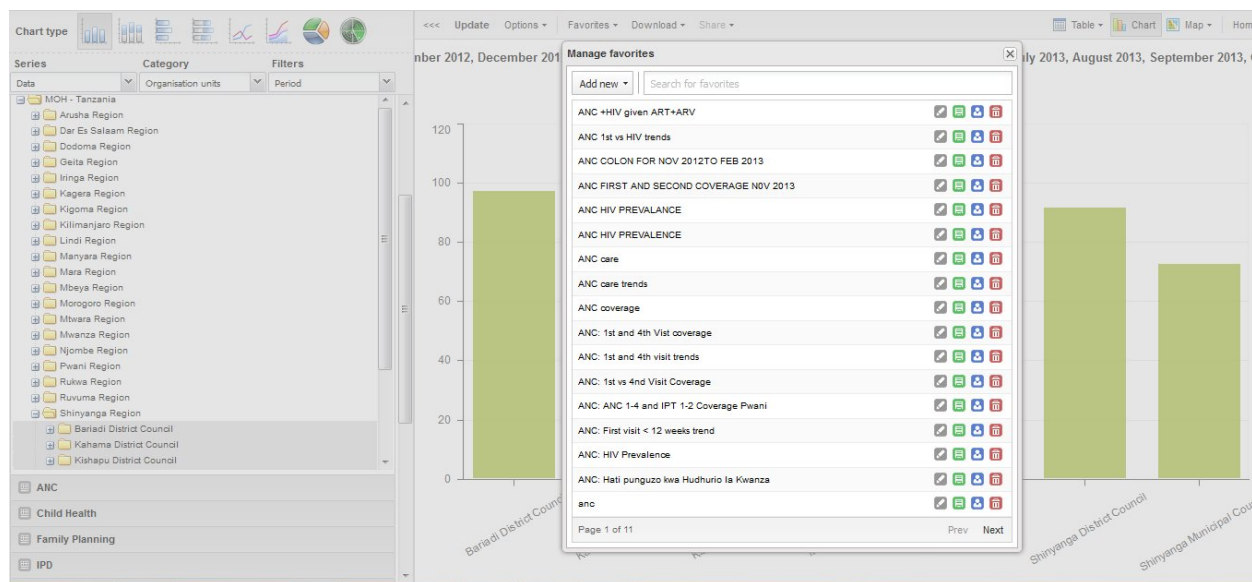 Chart type
<<< Update Options Favorites Download Share
Table Chart Map Hom
Series Category Filters
Data Organisation units Period
MOH - Tanzania
Arusha Region
Dar Es Salaam Region
Dodoma Region
Geita Region
Iringa Region
Kagera Region
Kigoma Region
Kilimanjaro Region
Lindi Region
Manyara Region
Mara Region
Mbeya Region
Morogoro Region
Mtwara Region
Mwanza Region
Njombe Region
Pwani Region
Rukwa Region
Ruvuma Region
Shinyanga Region
Bariadi District Council
Kahama District Council
Kishapu District Council
ANC
Child Health
Family Planning
IPD
nber 2012, December 201
ly 2013, August 2013, September 2013,
120
100
80
60
40
20
0
Bariadi District Counc
Shinyanga District Council
Shinyanga Municipal Cou
Manage favorites
Add new Search for favorites
ANC +HIV given ART+ARV
ANC 1st vs HIV trends
ANC COLON FOR NOV 2012TO FEB 2013
ANC FIRST AND SECOND COVERAGE N0V 2013
ANC HIV PREVALANCE
ANC HIV PREVALENCE
ANC care
ANC care trends
ANC coverage
ANC: 1st and 4th Vist coverage
ANC: 1st and 4th visit trends
ANC: 1st vs 4nd Visit Coverage
ANC: ANC 1-4 and IPT 1-2 Coverage Pwani
ANC: First visit < 12 weeks trend
ANC: HIV Prevalence
ANC: Hati punguzo kwa Hudhurio la Kwanza
anc
Page 1 of 11 Prev Next